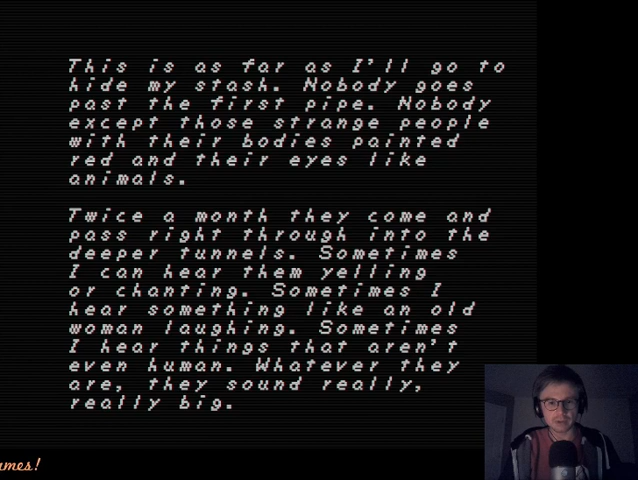 This is as far as I'll go to
hide my stash. Nobody goes
past the first pipe. Nobody
except those strange people
with their bodies painted
red and their eyes like
animals.
Twice a month they come and
pass right through into the
deeper tunnels. Sometimes
I can hear them yelling
or chanting. Sometimes I
hear something like an old
woman laughing. Sometimes
I hear things that aren't
even human. Whatever they
are, they sound really,
really big.